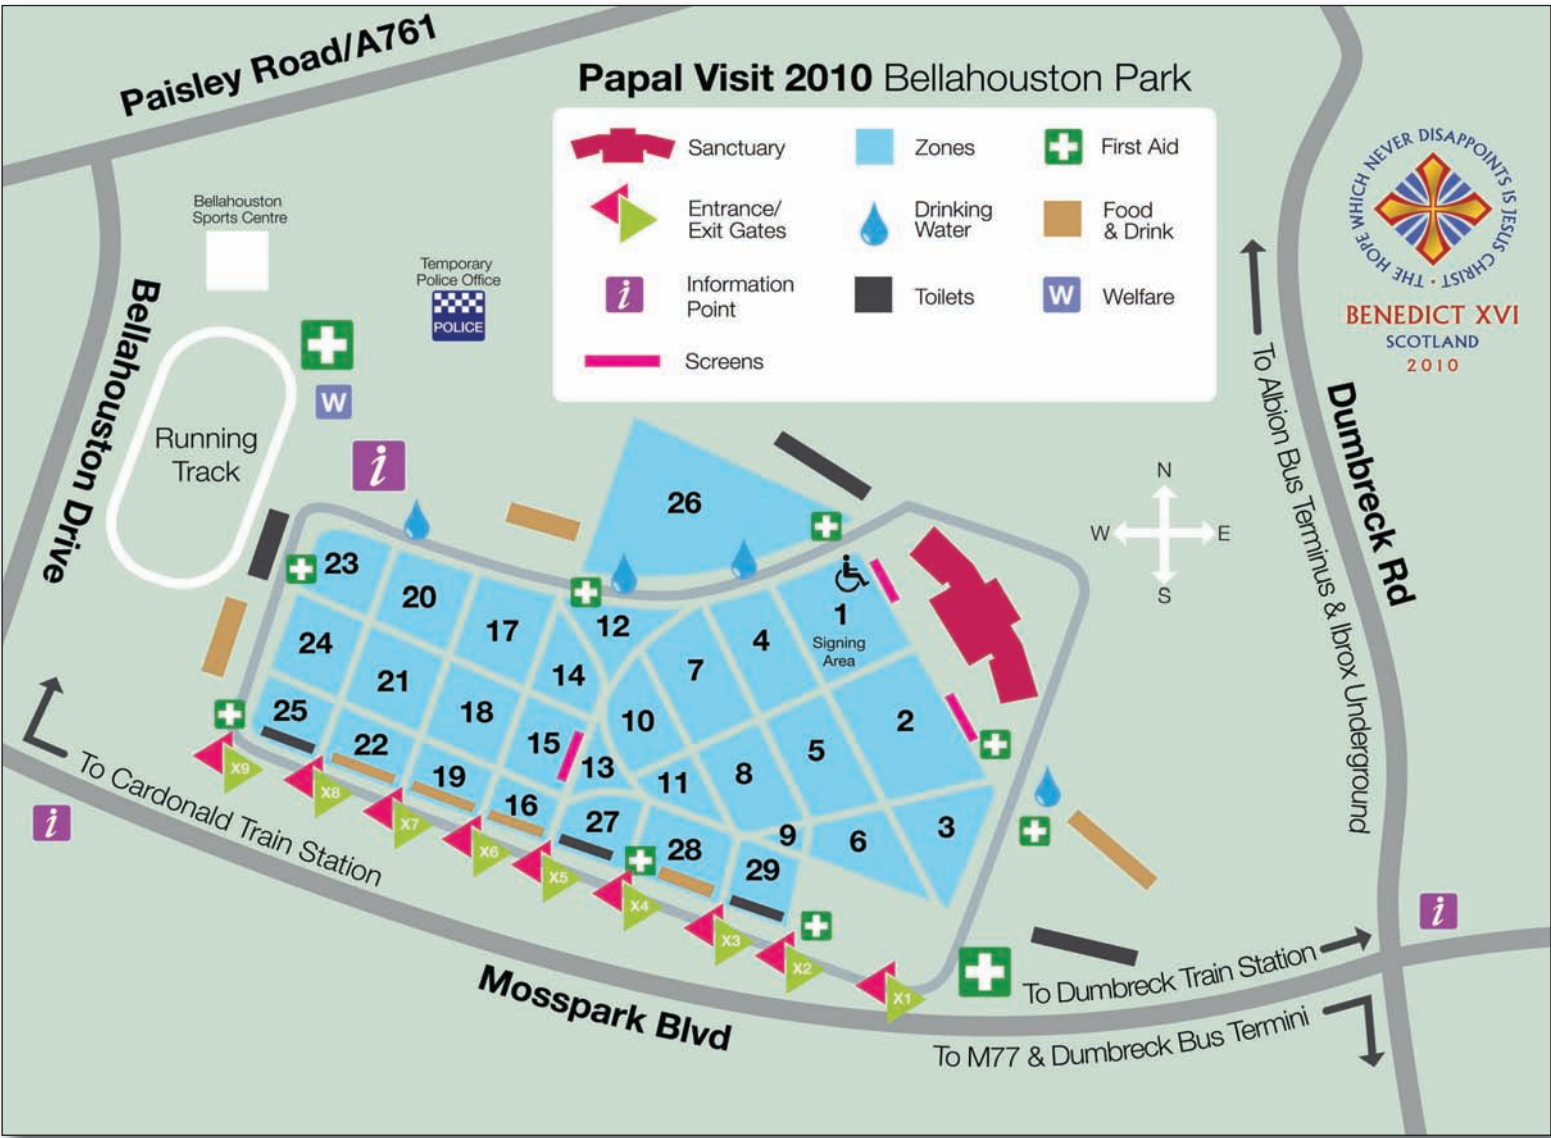 Paisley Road/A761
Papal Visit 2010 Bellahouston Park
Sanctuary
Zones
First Aid
Entrance/
Exit Gates
Drinking
Water
Food
& Drink
i
Information
Point
Toilets
W
Welfare
Screens
THE HOPE WHICH NEVER DISAPPOINTS IS JESUS CHRIST · 1 TIM.
BENEDICT XVI
SCOTLAND
2010
Bellahouston
Sports Centre
Temporary
Police Office
POLICE
Bellahouston Drive
Running
Track
W
i
N
W
E
S
Dumbreck Rd
To Albion Bus Terminus & Ibrox Underground
26
23
20
17
12
14
24
21
18
15
13
25
22
19
16
27
28
29
10
11
7
8
9
4
5
6
1
Signing
Area
2
3
X9
X8
X7
X6
X5
X4
X3
X2
X1
i
To Cardonald Train Station
Mosspark Blvd
i
To Dumbreck Train Station
To M77 & Dumbreck Bus Termini